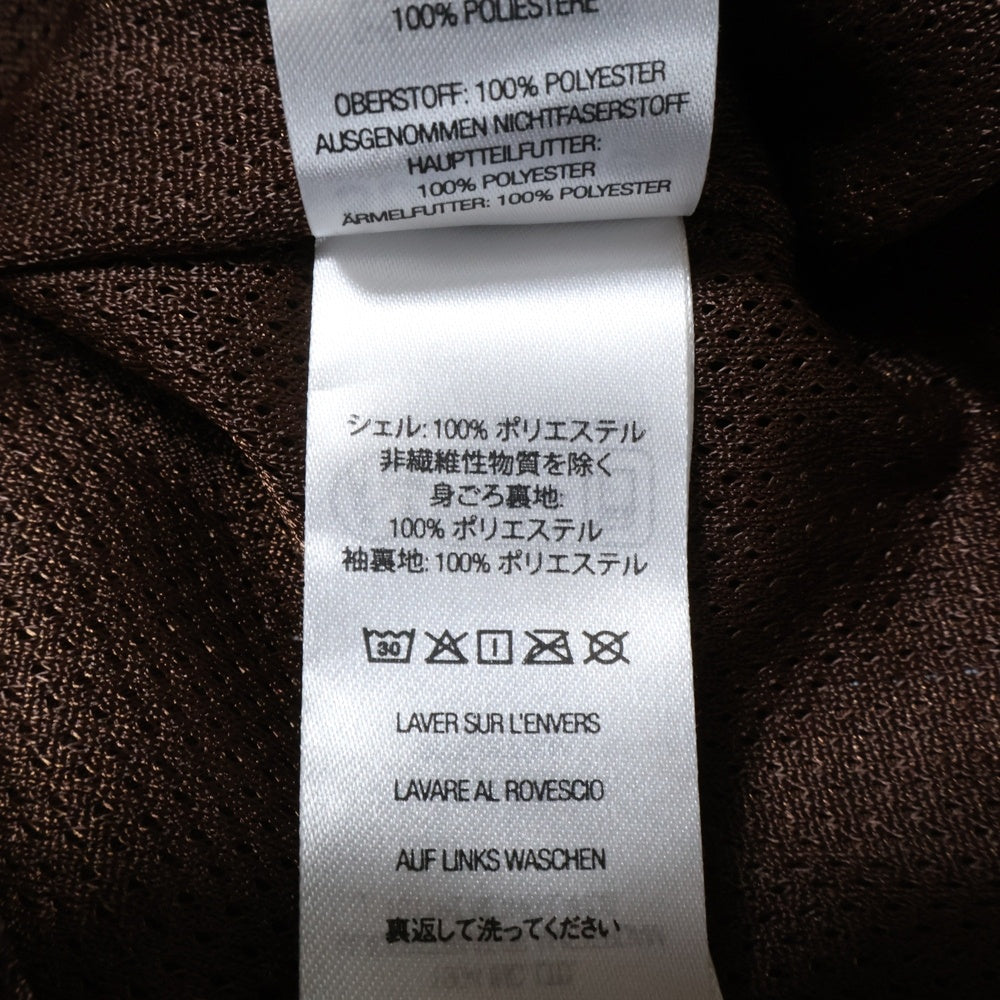 100% POLIESTERE
OBERSTOFF: 100% POLYESTER
AUSGENOMMEN NICHTFASERSTOFF
HAUPTTEILFUTTER:
100% POLYESTER
ÄRMELFUTTER: 100% POLYESTER
シェル: 100% ポリエステル
非繊維性物質を除く
身ごろ裏地:
100% ポリエステル
袖裏地: 100% ポリエステル
30
LAVER SUR L'ENVERS
LAVARE AL ROVESCIO
AUF LINKS WASCHEN
裏返して洗ってください